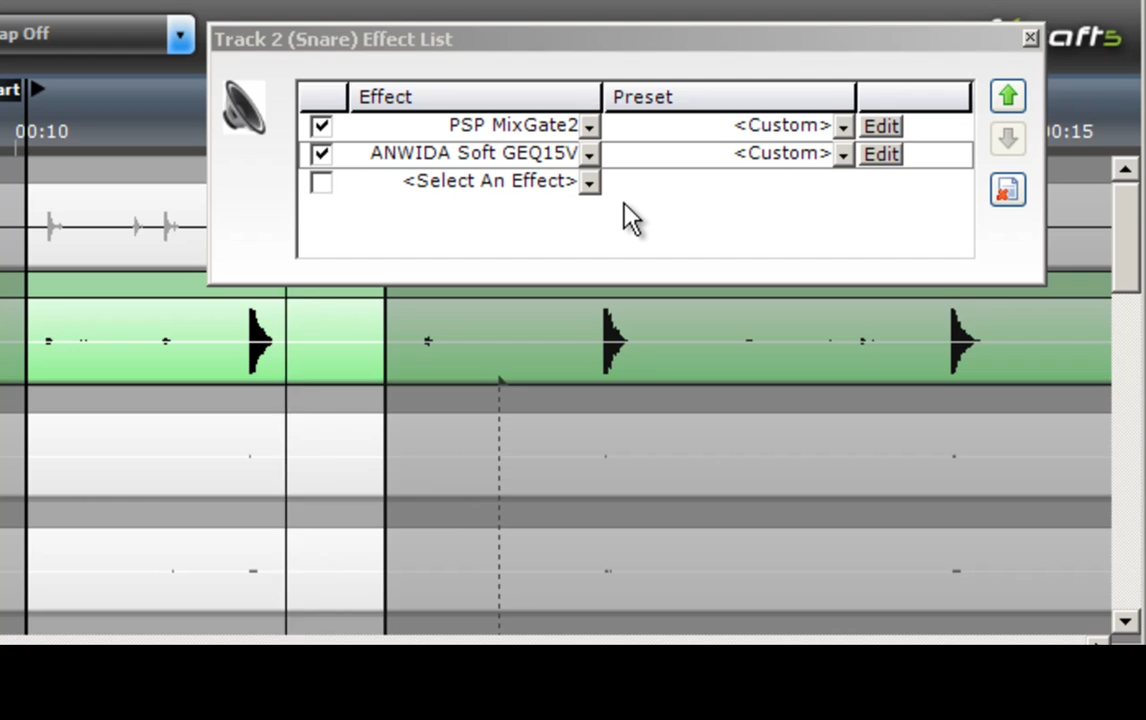 ap Off
Track 2 (Snare) Effect List
afts
art
Effect Preset
00:10
0:15
PSP MixGate2 <Custom> Edit
ANWIDA Soft GEQ15V <Custom> Edit
<Select An Effect>